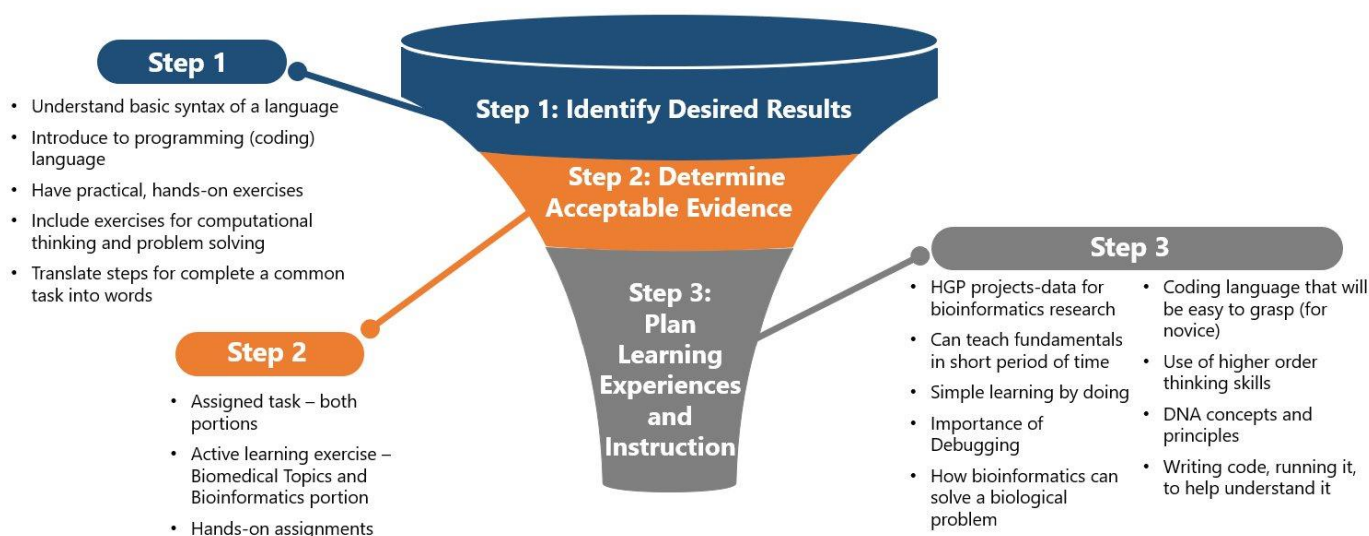 Step 1
• Understand basic syntax of a language
• Introduce to programming (coding)
language
• Have practical, hands-on exercises
• Include exercises for computational
thinking and problem solving
• Translate steps for complete a common
task into words
Step 1: Identify Desired Results
Step 2: Determine
Acceptable Evidence
Step 3:
Plan
Learning
Experiences
and
Instruction
Step 2
• Assigned task – both
portions
• Active learning exercise –
Biomedical Topics and
Bioinformatics portion
• Hands-on assignments
Step 3
• HGP projects-data for
bioinformatics research
• Can teach fundamentals
in short period of time
• Simple learning by doing
• Importance of
Debugging
• How bioinformatics can
solve a biological
problem
• Coding language that will
be easy to grasp (for
novice)
• Use of higher order
thinking skills
• DNA concepts and
principles
• Writing code, running it,
to help understand it